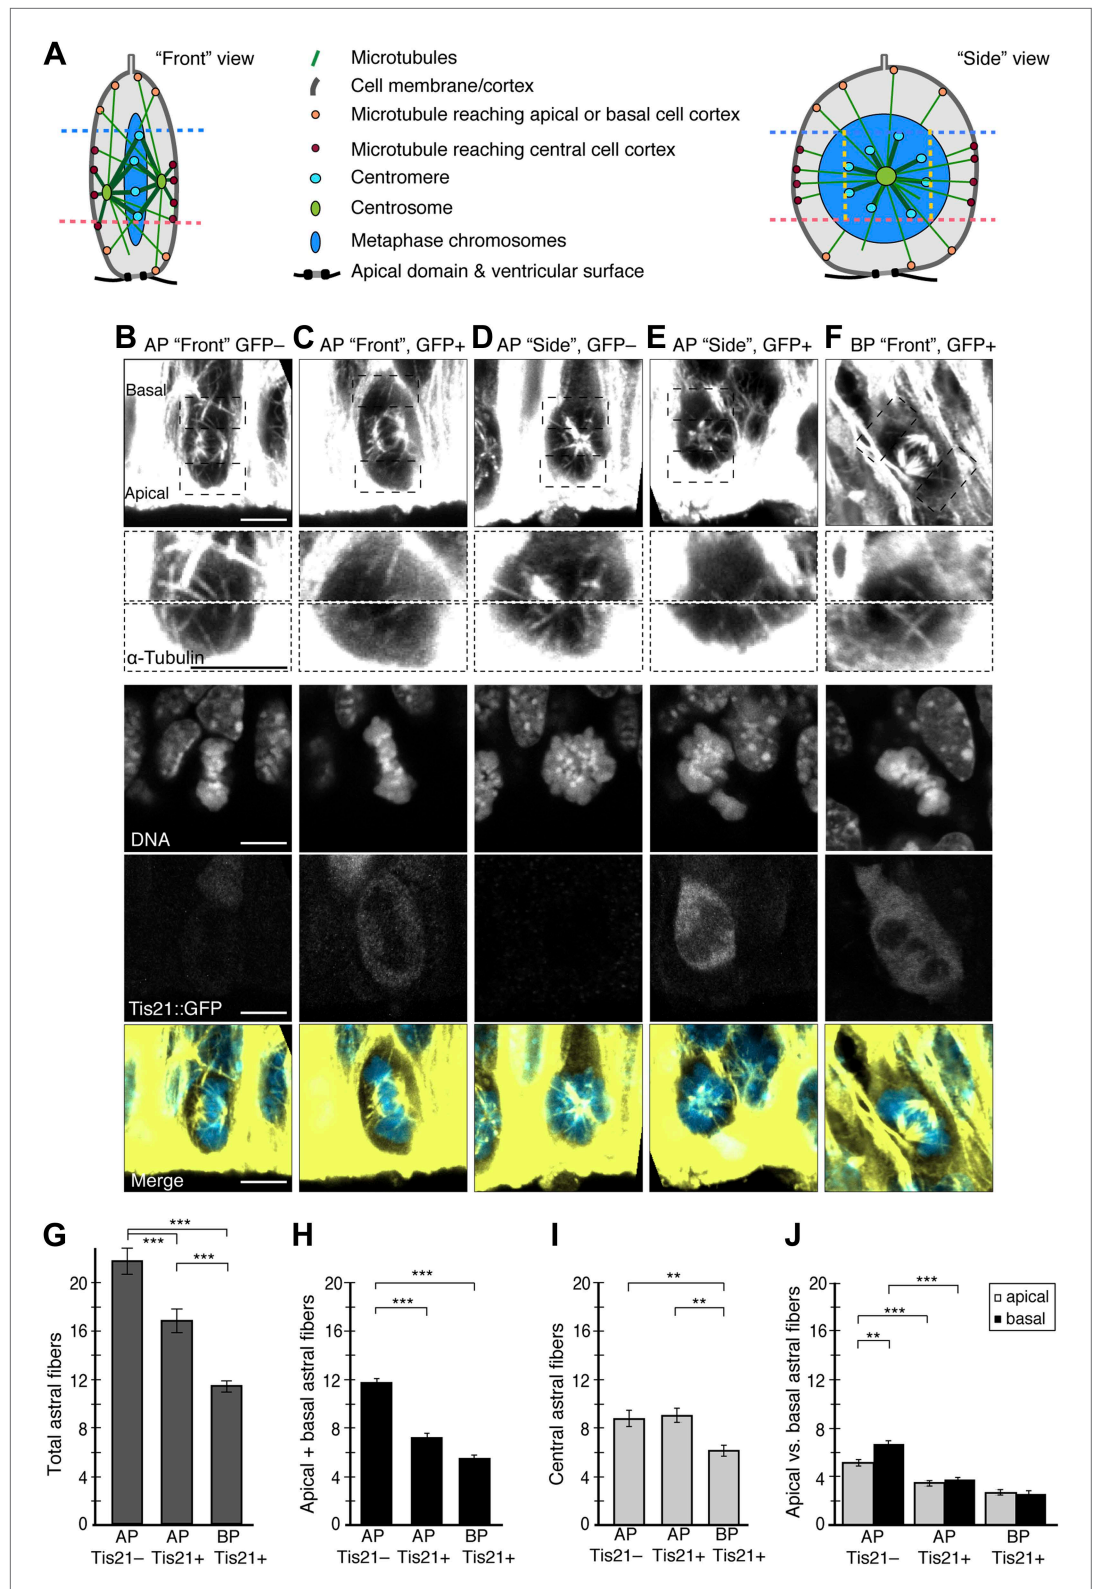 A
“Front” view
“Side” view
Microtubules
Cell membrane/cortex
Microtubule reaching apical or basal cell cortex
Microtubule reaching central cell cortex
Centromere
Centrosome
Metaphase chromosomes
Apical domain & ventricular surface
B AP “Front” GFP–
C AP “Front”, GFP+
D AP “Side”, GFP–
E AP “Side”, GFP+
F BP “Front”, GFP+
Basal
Apical
α-Tubulin
DNA
Tis21::GFP
Merge
G
Total astral fibers
20
16
12
8
4
0
***
***
***
AP AP BP
Tis21– Tis21+ Tis21+
H
Apical + basal astral fibers
20
16
12
8
4
0
***
***
AP AP BP
Tis21– Tis21+ Tis21+
I
Central astral fibers
20
16
12
8
4
0
**
**
AP AP BP
Tis21– Tis21+ Tis21+
J
Apical vs. basal astral fibers
20
16
12
8
4
0
***
***
**
apical
basal
AP AP BP
Tis21– Tis21+ Tis21+